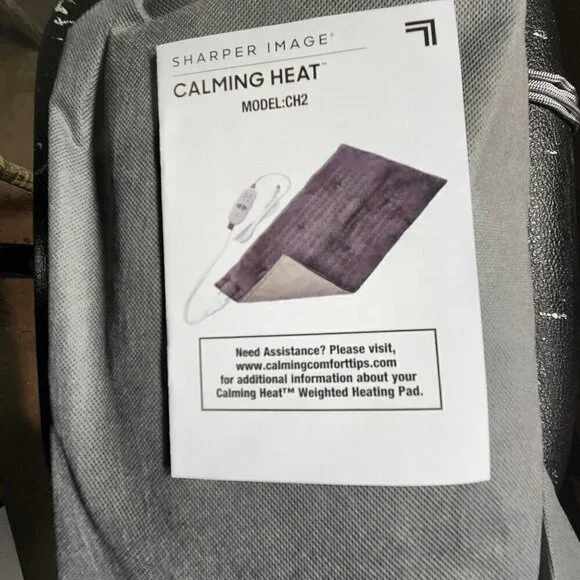 SHARPER IMAGE®
CALMING HEAT™
MODEL:CH2
Need Assistance? Please visit,
www.calmingcomforttips.com
for additional information about your
Calming Heat™ Weighted Heating Pad.